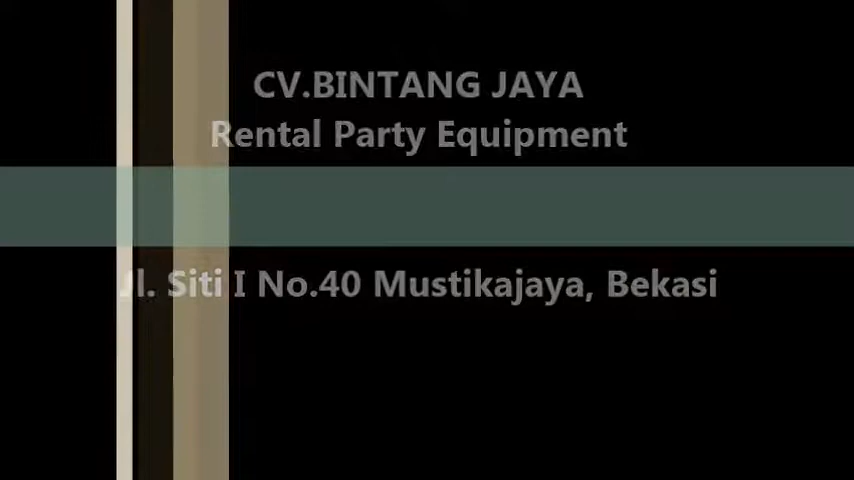 CV.BINTANG JAYA
Rental Party Equipment
Jl. Siti I No.40 Mustikajaya, Bekasi